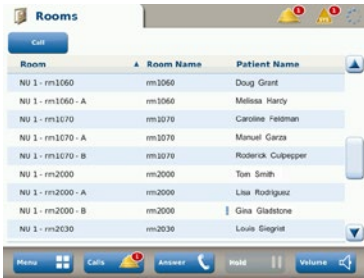 Rooms
1
1
Call
Room ▲ Room Name Patient Name
NU 1 - rm1060 rm1060 Doug Grant
NU 1 - rm1060 - A rm1060 Melissa Hardy
NU 1 - rm1070 rm1070 Caroline Feldman
NU 1 - rm1070 - A rm1070 Manuel Garza
NU 1 - rm1070 - B rm1070 Roderick Culpepper
NU 1 - rm2000 rm2000 Tom Smith
NU 1 - rm2000 - A rm2000 Lisa Rodriguez
NU 1 - rm2000 - B rm2000 Gina Gladstone
NU 1 - rm2030 rm2030 Louis Siegrist
Menu Calls 1 Answer Hold Volume